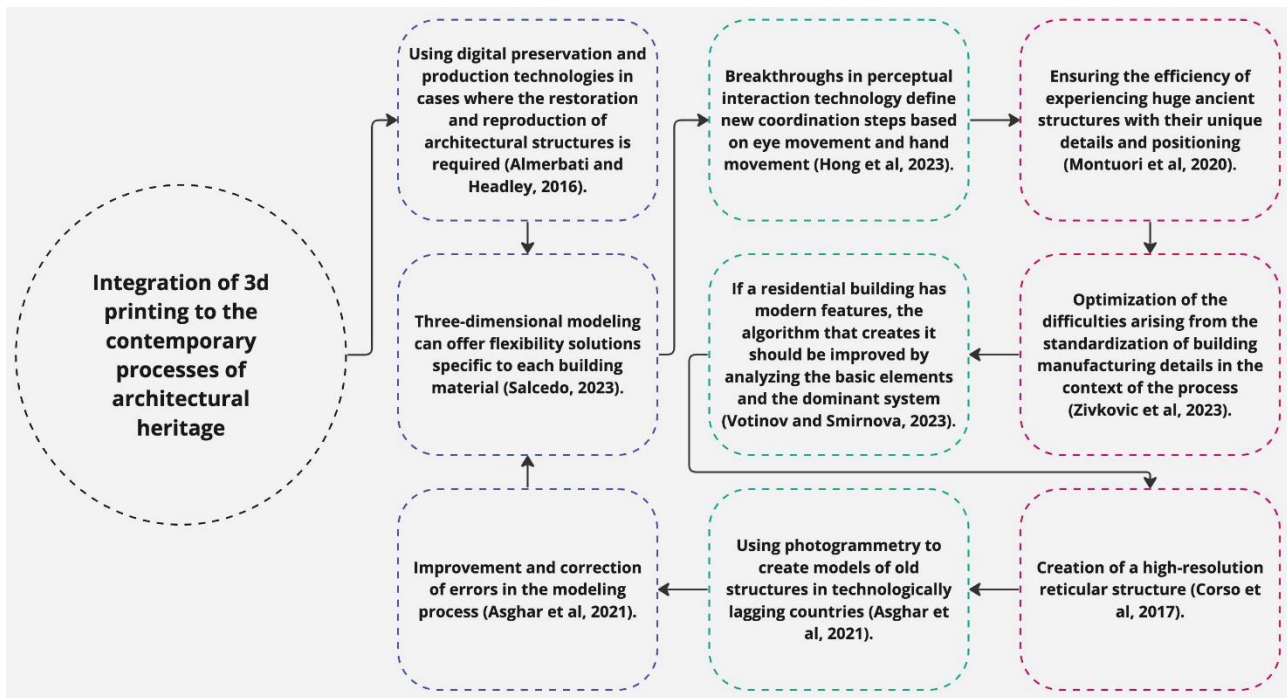 Integration of 3d
printing to the
contemporary
processes of
architectural
heritage
Using digital preservation and
production technologies in
cases where the restoration
and reproduction of
architectural structures is
required (Almerbati and
Headley, 2016).
Three-dimensional modeling
can offer flexibility solutions
specific to each building
material (Salcedo, 2023).
Breakthroughs in perceptual
interaction technology define
new coordination steps based
on eye movement and hand
movement (Hong et al, 2023).
Ensuring the efficiency of
experiencing huge ancient
structures with their unique
details and positioning
(Montuori et al, 2020).
Optimization of the
difficulties arising from the
standardization of building
manufacturing details in the
context of the process
(Zivkovic et al, 2023).
If a residential building has
modern features, the
algorithm that creates it
should be improved by
analyzing the basic elements
and the dominant system
(Votinov and Smirnova, 2023).
Creation of a high-resolution
reticular structure (Corso et
al, 2017).
Using photogrammetry to
create models of old
structures in technologically
lagging countries (Asghar et
al, 2021).
Improvement and correction
of errors in the modeling
process (Asghar et al, 2021).